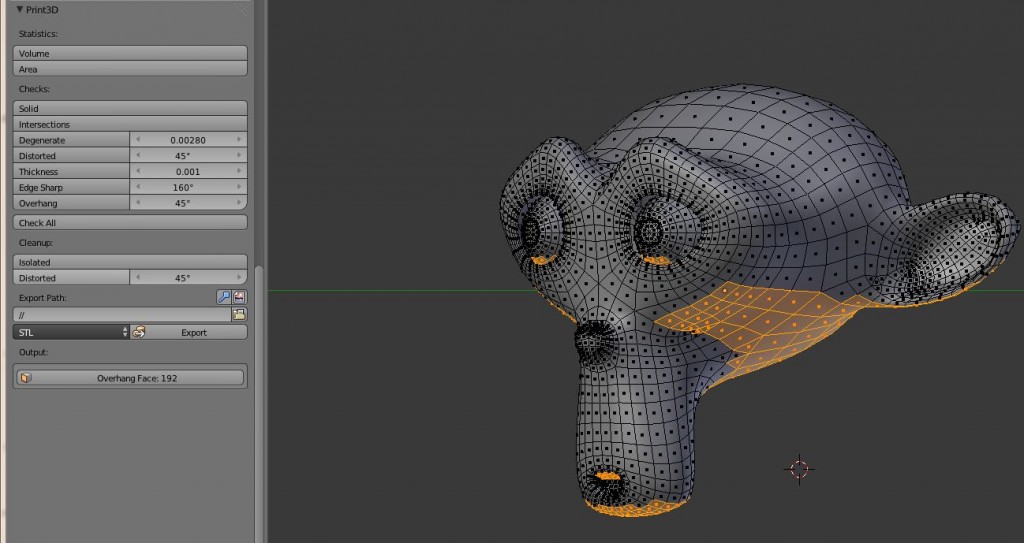 Print3D
Statistics:
Volume
Area
Checks:
Solid
Intersections
Degenerate 0.00280
Distorted 45°
Thickness 0.001
Edge Sharp 160°
Overhang 45°
Check All
Cleanup:
Isolated
Distorted 45°
Export Path:
//
STL Export
Output:
Overhang Face: 192